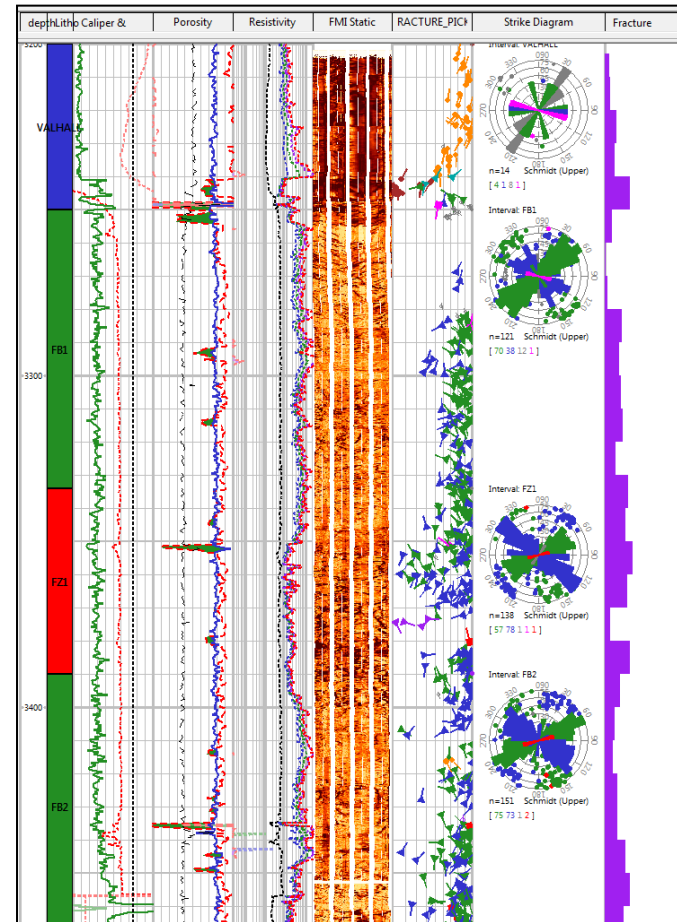 depthLitho Caliper & Porosity Resistivity FMI Static RACTURE_PICK Strike Diagram Fracture
3200
Interval: VALHALL
VALHALL
n=14 Schmidt (Upper)
[ 4 1 8 1 ]
Interval: FB1
n=121 Schmidt (Upper)
[ 70 38 12 1 ]
FB1
3300
Interval: FZ1
FZ1
n=138 Schmidt (Upper)
[ 57 78 1 1 1 ]
Interval: FB2
3400
n=151 Schmidt (Upper)
[ 75 73 1 2 ]
FB2